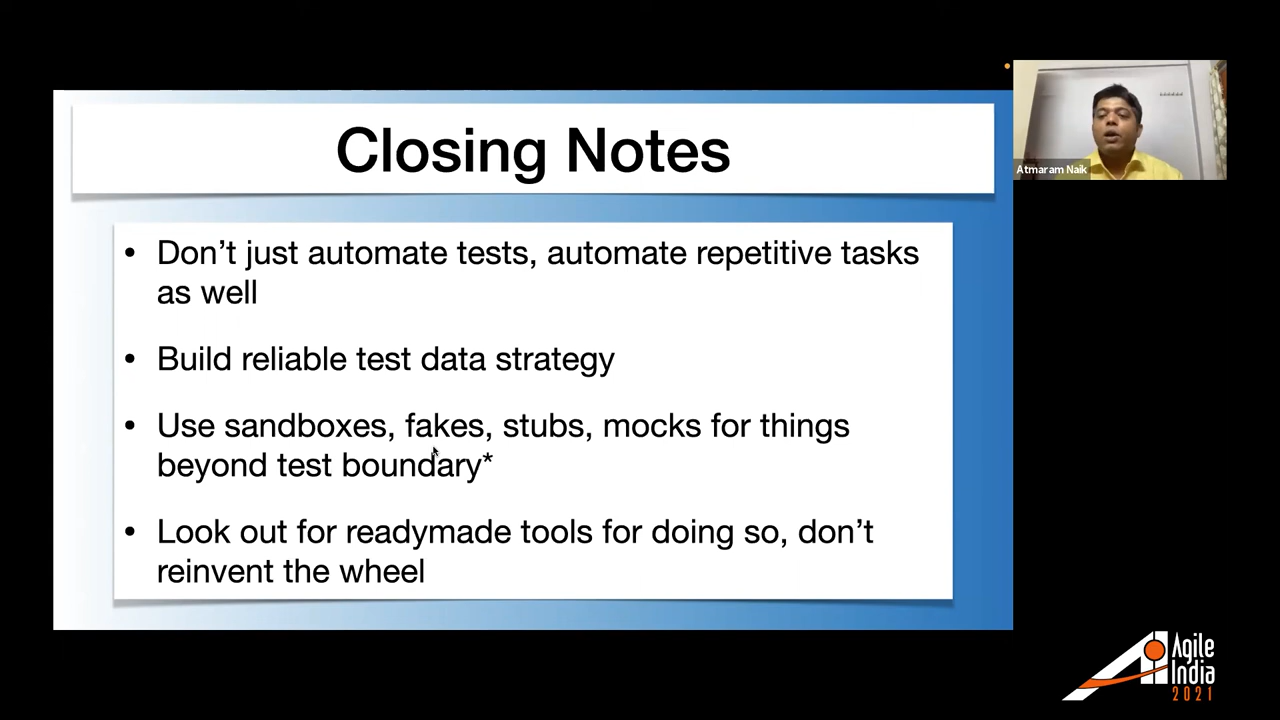 Closing Notes
• Don't just automate tests, automate repetitive tasks
as well
• Build reliable test data strategy
• Use sandboxes, fakes, stubs, mocks for things
beyond test boundary*
• Look out for readymade tools for doing so, don't
reinvent the wheel
Atmaram Naik
Agile
India
2021